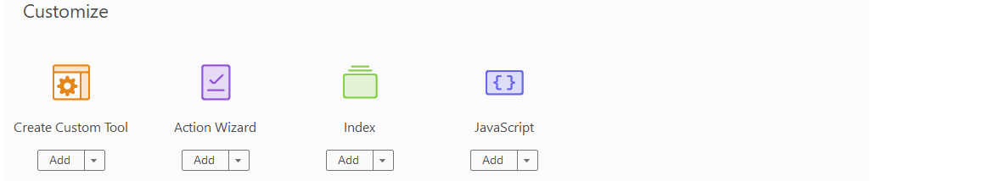 Customize
Create Custom Tool
Action Wizard
Index
JavaScript
Add
Add
Add
Add